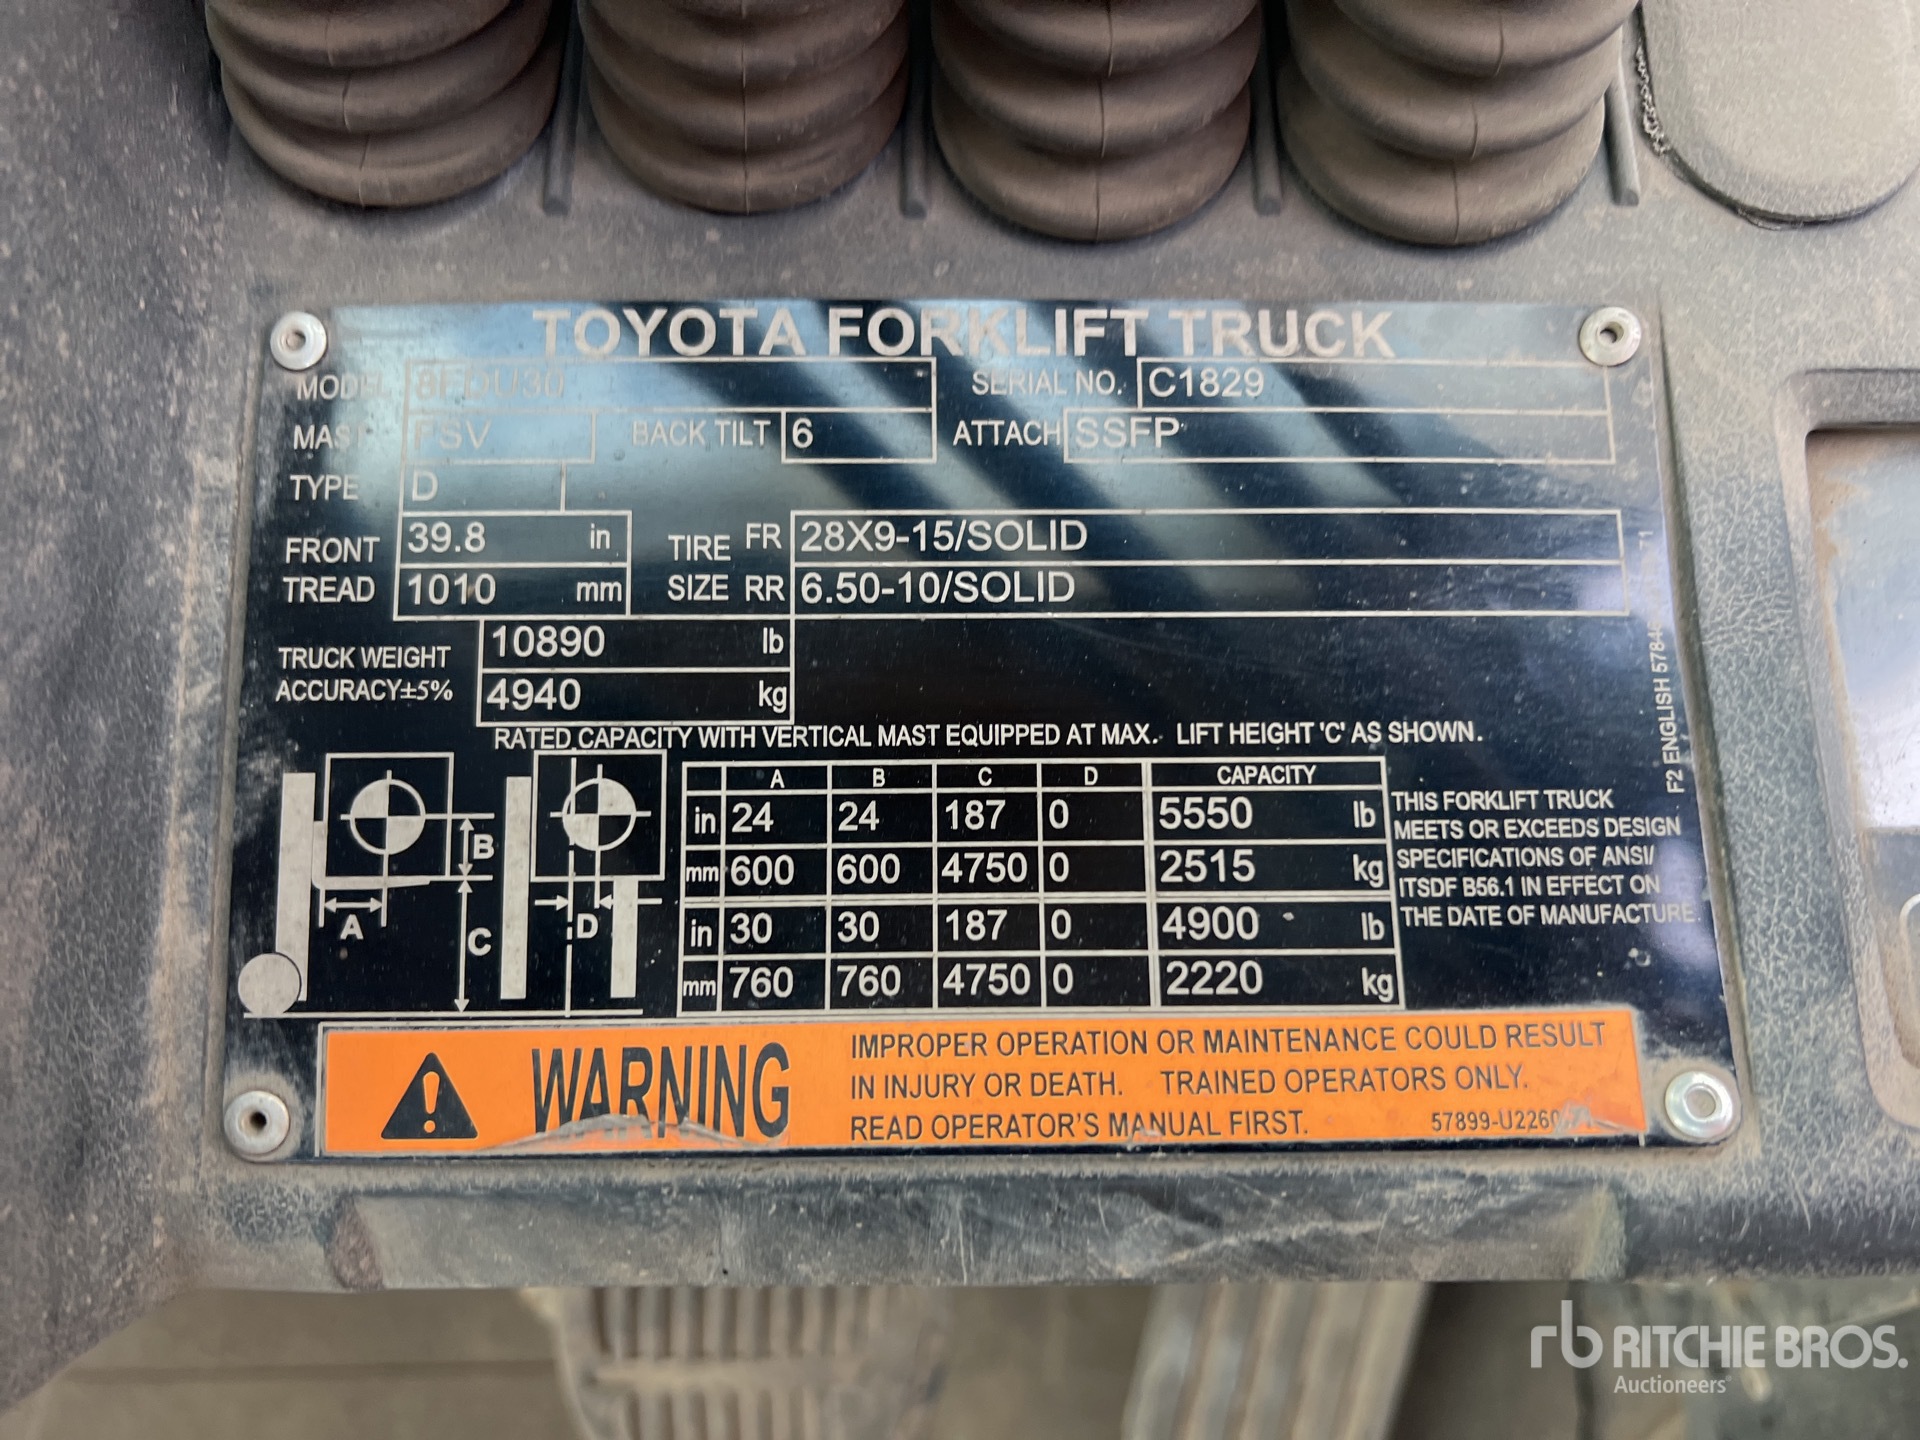 TOYOTA FORKLIFT TRUCK
MODEL 8FDU30 SERIAL NO. C1829
MAST FSV BACK TILT 6 ATTACH SSFP
TYPE D
FRONT TREAD 39.8 in TIRE SIZE FR 28X9-15/SOLID
1010 mm RR 6.50-10/SOLID
TRUCK WEIGHT 10890 lb
ACCURACY±5% 4940 kg
RATED CAPACITY WITH VERTICAL MAST EQUIPPED AT MAX. LIFT HEIGHT 'C' AS SHOWN.
A B C D CAPACITY
in 24 24 187 0 5550 lb
mm 600 600 4750 0 2515 kg
in 30 30 187 0 4900 lb
mm 760 760 4750 0 2220 kg
B
A
C
D
THIS FORKLIFT TRUCK
MEETS OR EXCEEDS DESIGN
SPECIFICATIONS OF ANSI/
ITSDF B56.1 IN EFFECT ON
THE DATE OF MANUFACTURE.
F2 ENGLISH
WARNING
IMPROPER OPERATION OR MAINTENANCE COULD RESULT
IN INJURY OR DEATH. TRAINED OPERATORS ONLY.
READ OPERATOR'S MANUAL FIRST.
rb RITCHIE BROS.
Auctioneers